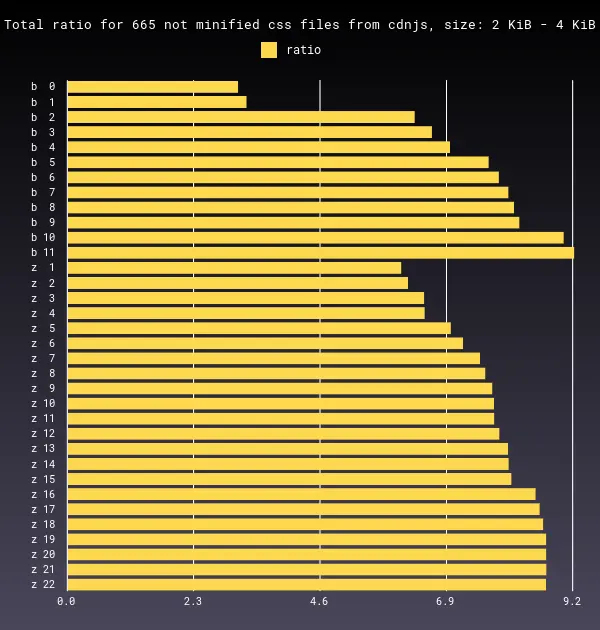 Total ratio for 665 not minified css files from cdnjs, size: 2 KiB - 4 KiB
ratio
b 0
b 1
b 2
b 3
b 4
b 5
b 6
b 7
b 8
b 9
b 10
b 11
z 1
z 2
z 3
z 4
z 5
z 6
z 7
z 8
z 9
z 10
z 11
z 12
z 13
z 14
z 15
z 16
z 17
z 18
z 19
z 20
z 21
z 22
0.0 2.3 4.6 6.9 9.2